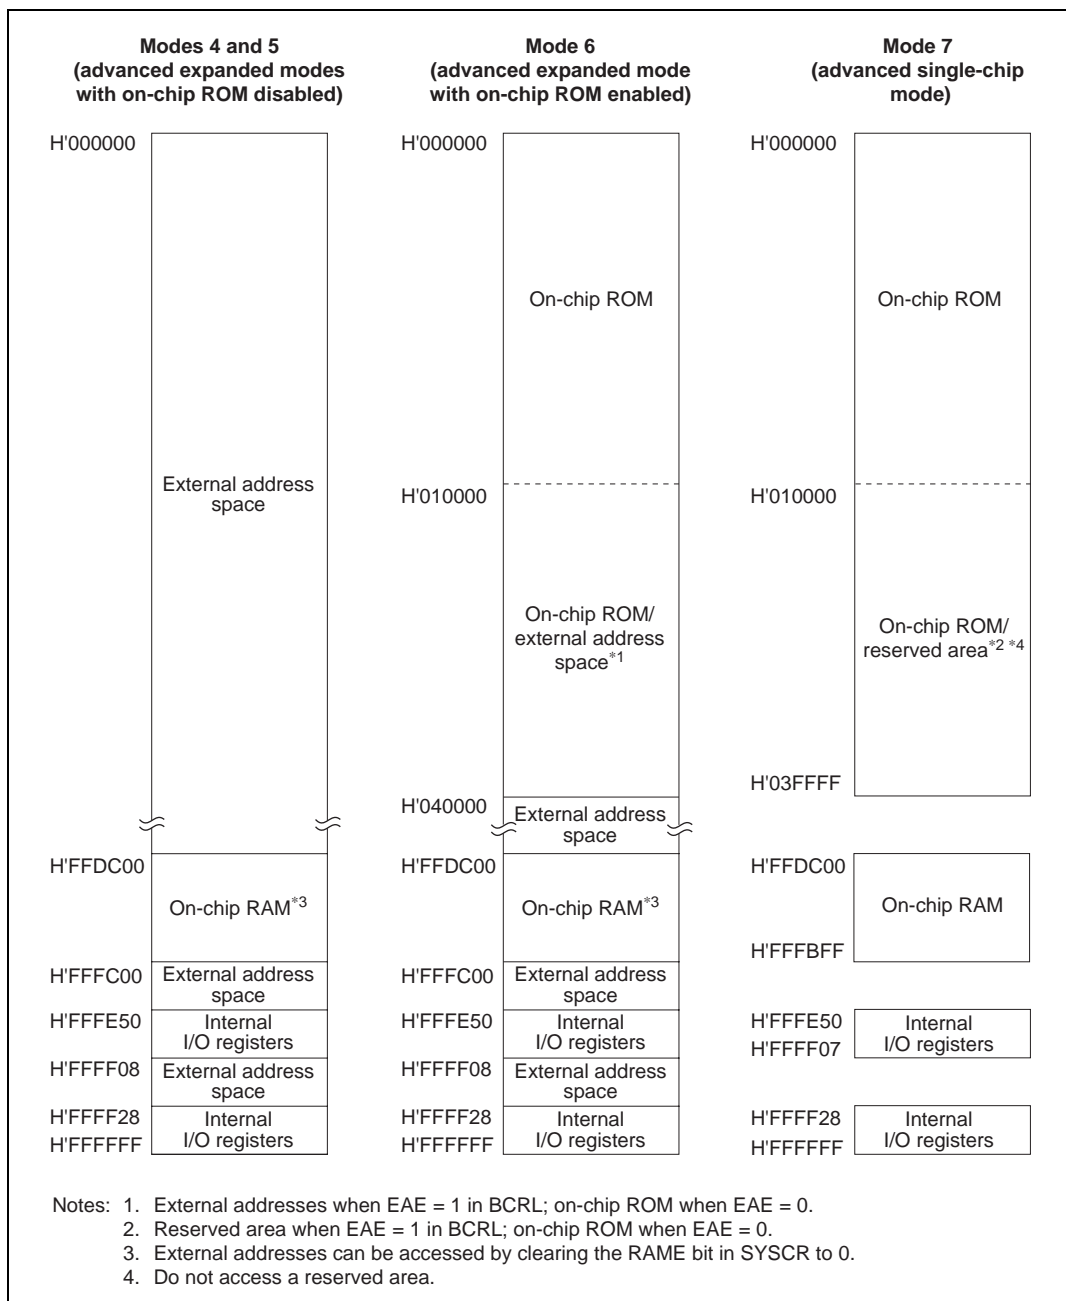 Modes 4 and 5
(advanced expanded modes
with on-chip ROM disabled)
H'000000
External address
space
H'FFDC00
On-chip RAM*3
H'FFFC00
External address
space
H'FFFE50
Internal
I/O registers
H'FFFF08
External address
space
H'FFFF28
Internal
I/O registers
H'FFFFFF
Mode 6
(advanced expanded mode
with on-chip ROM enabled)
H'000000
On-chip ROM
H'010000
On-chip ROM/
external address
space*1
H'040000
External address
space
H'FFDC00
On-chip RAM*3
H'FFFC00
External address
space
H'FFFE50
Internal
I/O registers
H'FFFF08
External address
space
H'FFFF28
Internal
I/O registers
H'FFFFFF
Mode 7
(advanced single-chip
mode)
H'000000
On-chip ROM
H'010000
On-chip ROM/
reserved area*2 *4
H'03FFFF
H'FFDC00
On-chip RAM
H'FFFBFF
H'FFFE50
Internal
I/O registers
H'FFFF07
H'FFFF28
Internal
I/O registers
H'FFFFFF
Notes: 1. External addresses when EAE = 1 in BCRL; on-chip ROM when EAE = 0.
2. Reserved area when EAE = 1 in BCRL; on-chip ROM when EAE = 0.
3. External addresses can be accessed by clearing the RAME bit in SYSCR to 0.
4. Do not access a reserved area.